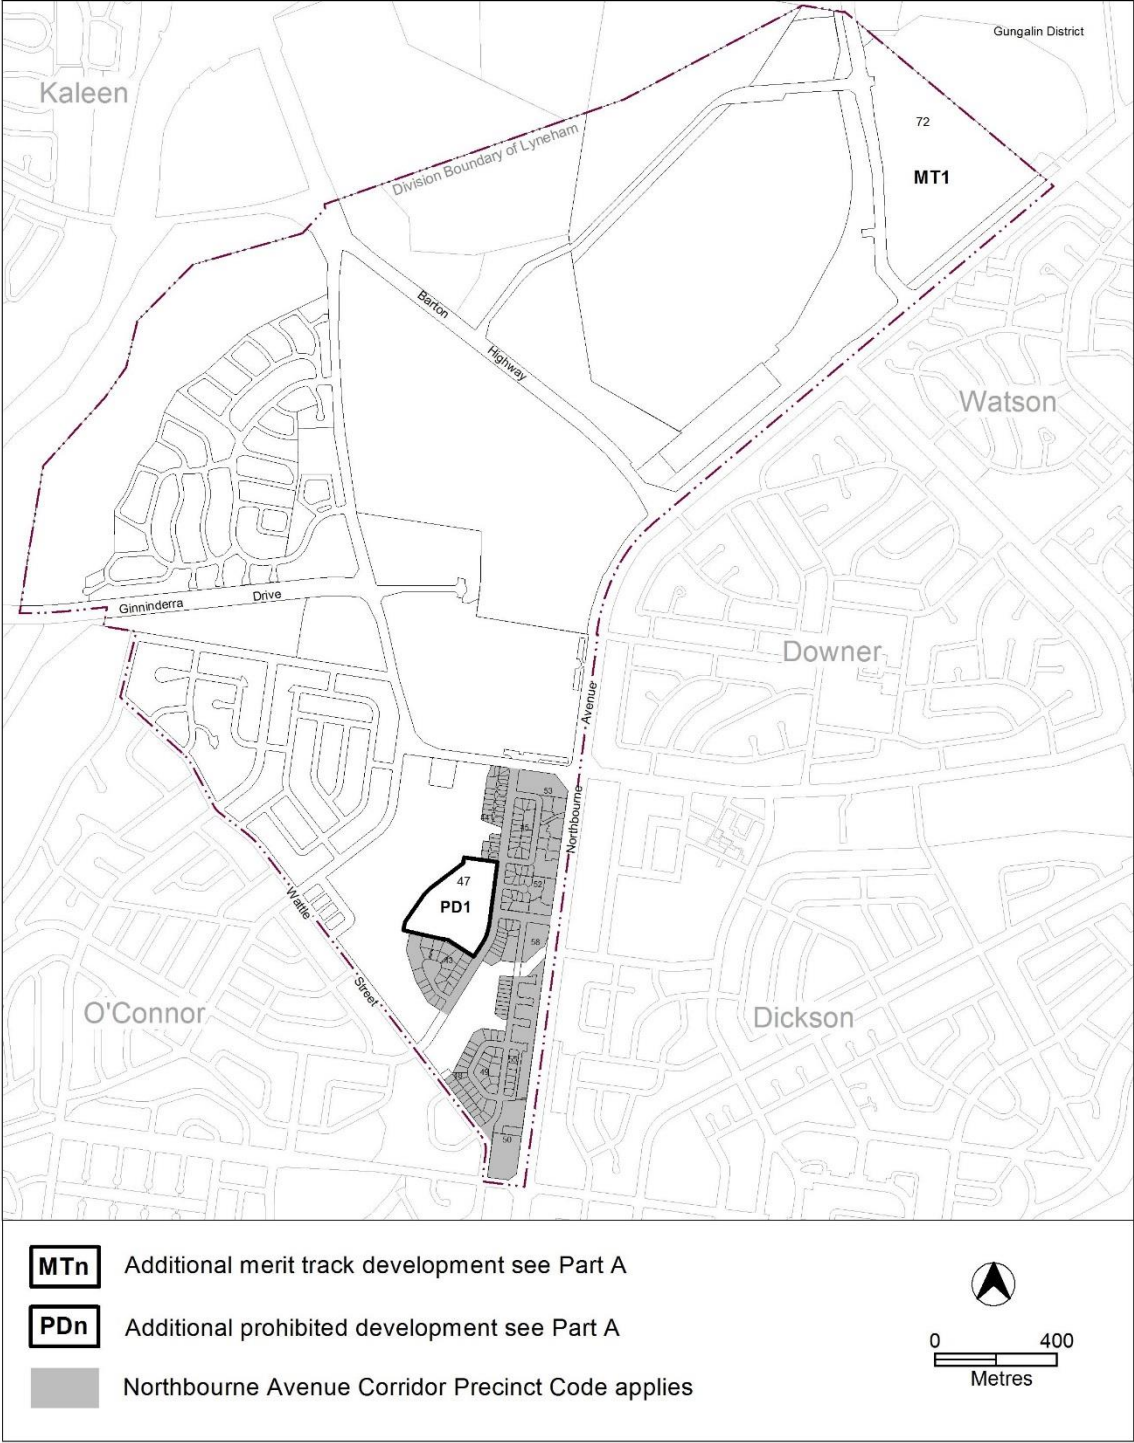 Gungalin District
Kaleen
72
Division Boundary of Lyneham
MT1
Barton
Highway
Watson
Ginninderra
Drive
Downer
Avenue
Northbourne
53
52
47
PD1
58
43
Wattle
Street
O'Connor
Dickson
49
50
MTn
Additional merit track development see Part A
PDn
Additional prohibited development see Part A
0
400
Northbourne Avenue Corridor Precinct Code applies
Metres